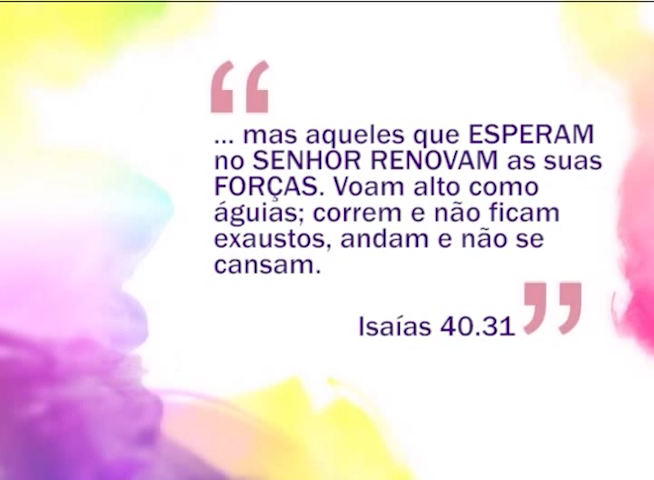 “
... mas aqueles que ESPERAM
no SENHOR RENOVAM as suas
FORÇAS. Voam alto como
águias; correm e não ficam
exaustos, andam e não se
cansam.
Isaías 40.31 ”